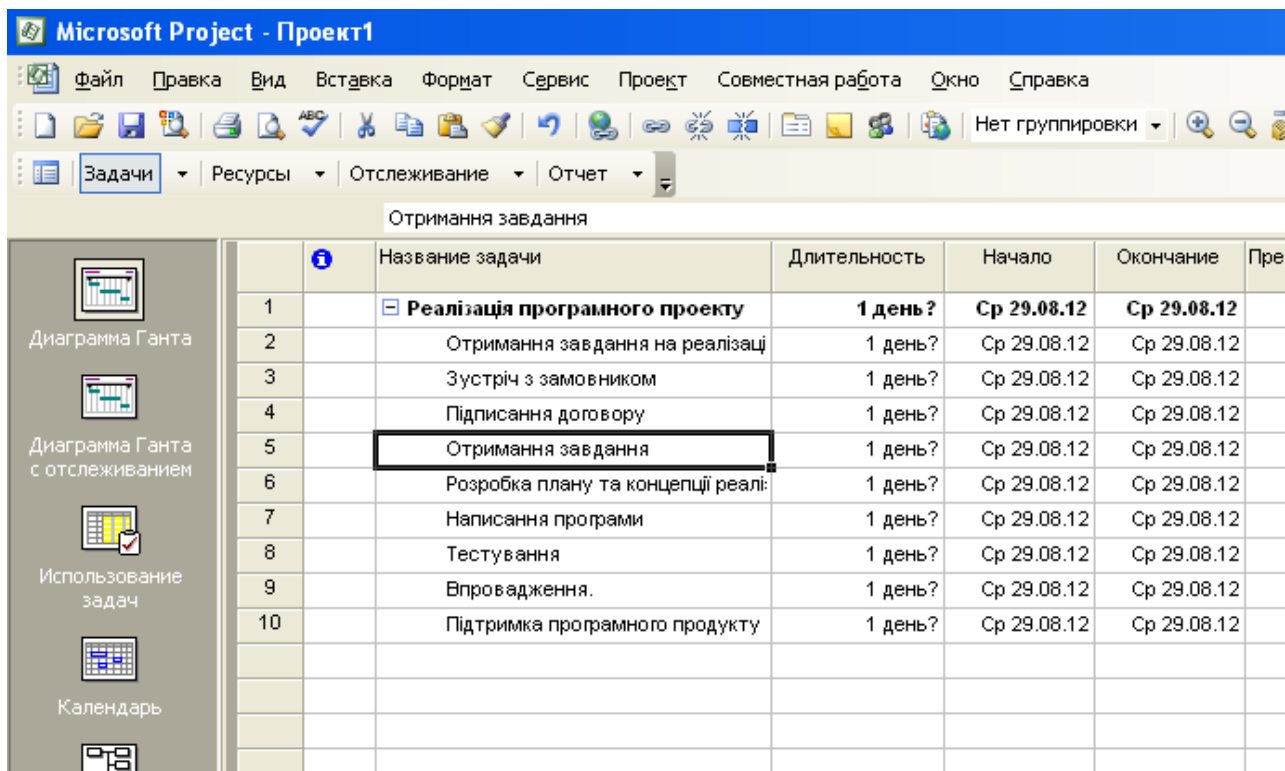 Microsoft Project - Проект1
Файл Правка Вид Вставка Формат Сервис Проект Совместная работа Окно Справка
ABC Нет группировки
Задачи Ресурсы Отслеживание Отчет
Отримання завдання
Название задачи Длительность Начало Окончание Пре
1 Реалізація програмного проекту 1 день? Ср 29.08.12 Ср 29.08.12
Диаграмма Ганта
2 Отримання завдання на реалізаці 1 день? Ср 29.08.12 Ср 29.08.12
3 Зустріч з замовником 1 день? Ср 29.08.12 Ср 29.08.12
4 Підписання договору 1 день? Ср 29.08.12 Ср 29.08.12
Диаграмма Ганта
с отслеживанием
5 Отримання завдання 1 день? Ср 29.08.12 Ср 29.08.12
6 Розробка плану та концепції реалі 1 день? Ср 29.08.12 Ср 29.08.12
7 Написання програми 1 день? Ср 29.08.12 Ср 29.08.12
8 Тестування 1 день? Ср 29.08.12 Ср 29.08.12
Использование
задач
9 Впровадження. 1 день? Ср 29.08.12 Ср 29.08.12
10 Підтримка програмного продукту 1 день? Ср 29.08.12 Ср 29.08.12
Календарь